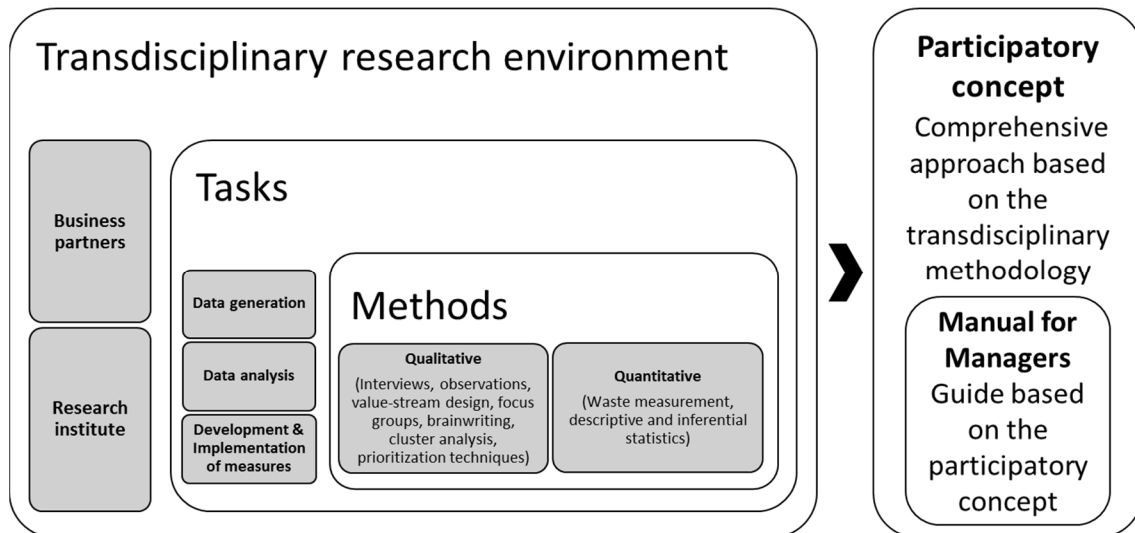 Transdisciplinary research environment
Business
partners
Research
institute
Tasks
Data generation
Data analysis
Development &
Implementation
of measures
Methods
Qualitative
(Interviews, observations,
value-stream design, focus
groups, brainwriting,
cluster analysis,
prioritization techniques)
Quantitative
(Waste measurement,
descriptive and inferential
statistics)
Participatory
concept
Comprehensive
approach based
on the
transdisciplinary
methodology
Manual for
Managers
Guide based
on the
participatory
concept